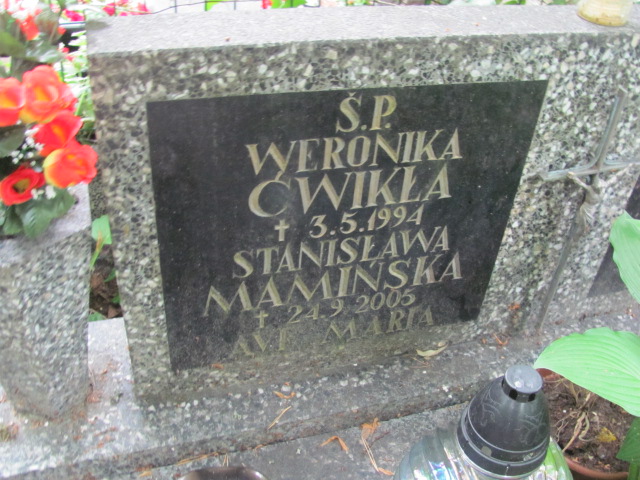 Ś.P.
WERONIKA
ĆWIKŁA
† 3.5.1994
STANISŁAWA
MAMIŃSKA
† 24.9.2005
AVE MARIA